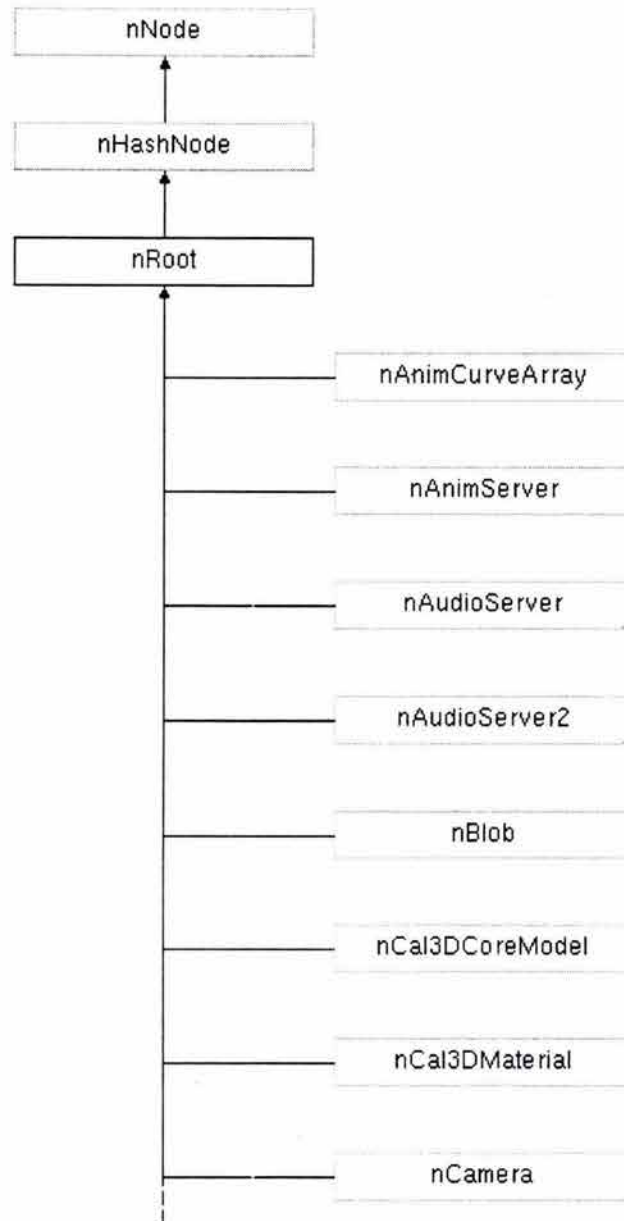 nNode
nHashNode
nRoot
nAnimCurveArray
nAnimServer
nAudioServer
nAudioServer2
nBlob
nCal3DCoreModel
nCal3DMaterial
nCamera